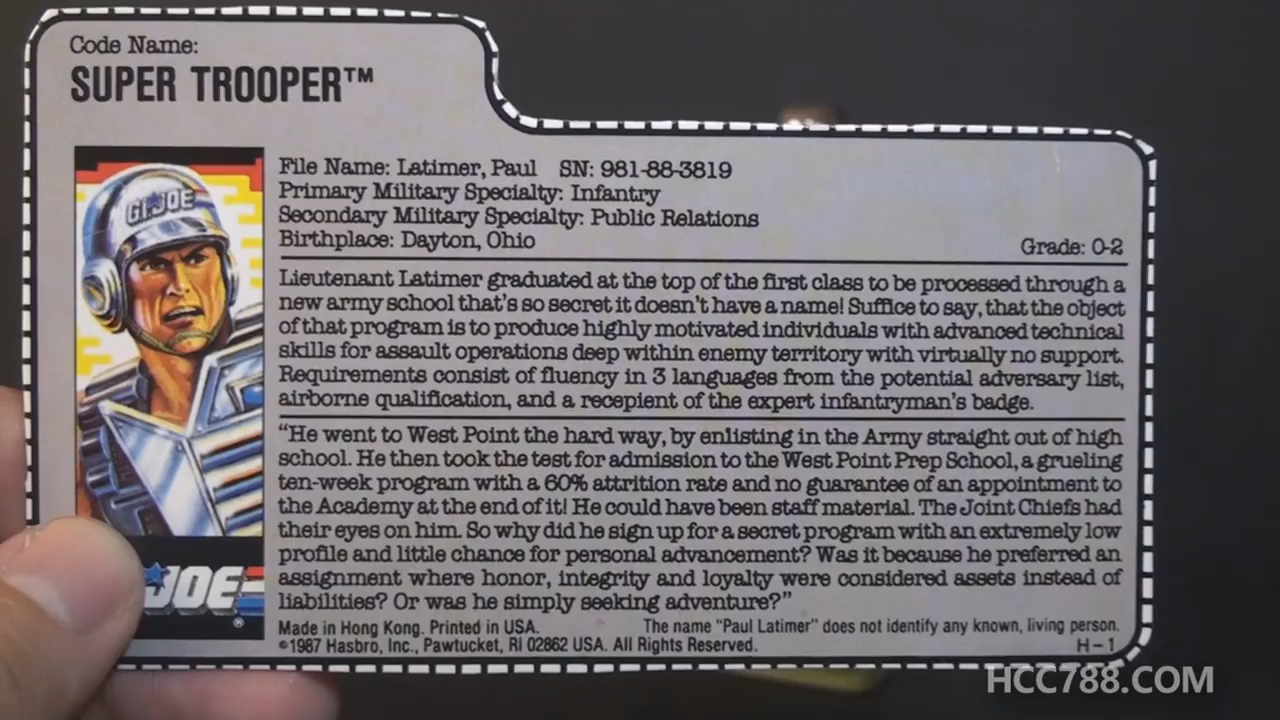 Code Name:
SUPER TROOPER™
File Name: Latimer, Paul SN: 981-88-3819
Primary Military Specialty: Infantry
Secondary Military Specialty: Public Relations
Birthplace: Dayton, Ohio
Grade: O-2
GI JOE
Lieutenant Latimer graduated at the top of the first class to be processed through a
new army school that's so secret it doesn't have a name! Suffice to say, that the object
of that program is to produce highly motivated individuals with advanced technical
skills for assault operations deep within enemy territory with virtually no support.
Requirements consist of fluency in 3 languages from the potential adversary list,
airborne qualification, and a recepient of the expert infantryman's badge.
"He went to West Point the hard way, by enlisting in the Army straight out of high
school. He then took the test for admission to the West Point Prep School, a grueling
ten-week program with a 60% attrition rate and no guarantee of an appointment to
the Academy at the end of it! He could have been staff material. The Joint Chiefs had
their eyes on him. So why did he sign up for a secret program with an extremely low
profile and little chance for personal advancement? Was it because he preferred an
assignment where honor, integrity and loyalty were considered assets instead of
liabilities? Or was he simply seeking adventure?"
JOE®
Made in Hong Kong. Printed in USA. The name "Paul Latimer" does not identify any known, living person.
©1987 Hasbro, Inc., Pawtucket, RI 02862 USA. All Rights Reserved. H-1
HCC788.COM